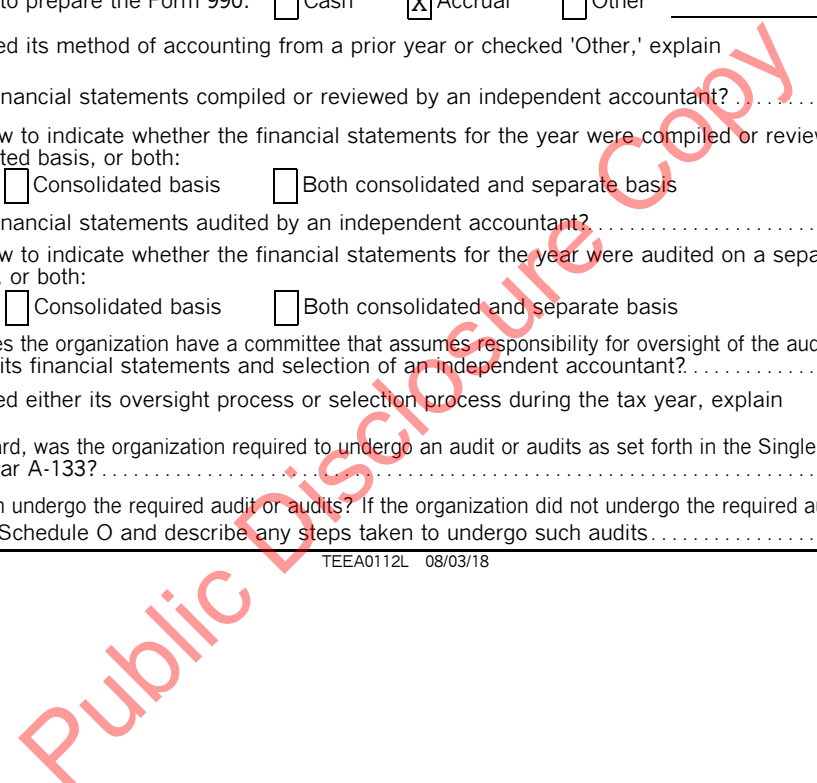 to prepare the Form 990: Cash X Accrual Other
ed its method of accounting from a prior year or checked 'Other,' explain
nancial statements compiled or reviewed by an independent accountant? . . . . . . . .
w to indicate whether the financial statements for the year were compiled or review
ted basis, or both:
Consolidated basis Both consolidated and separate basis
nancial statements audited by an independent accountant?. . . . . . . . . . . . . . . . . . . . .
w to indicate whether the financial statements for the year were audited on a sepa
, or both:
Consolidated basis Both consolidated and separate basis
es the organization have a committee that assumes responsibility for oversight of the aud
its financial statements and selection of an independent accountant?. . . . . . . . . . . . .
ed either its oversight process or selection process during the tax year, explain
ard, was the organization required to undergo an audit or audits as set forth in the Single
ar A-133? . . . . . . . . . . . . . . . . . . . . . . . . . . . . . . . . . . . . . . . . . . . . . . . . . . . . . . . . . . . . . . . . . . . . . .
n undergo the required audit or audits? If the organization did not undergo the required au
Schedule O and describe any steps taken to undergo such audits. . . . . . . . . . . . . . . .
TEEA0112L 08/03/18
Public Disclosure Copy